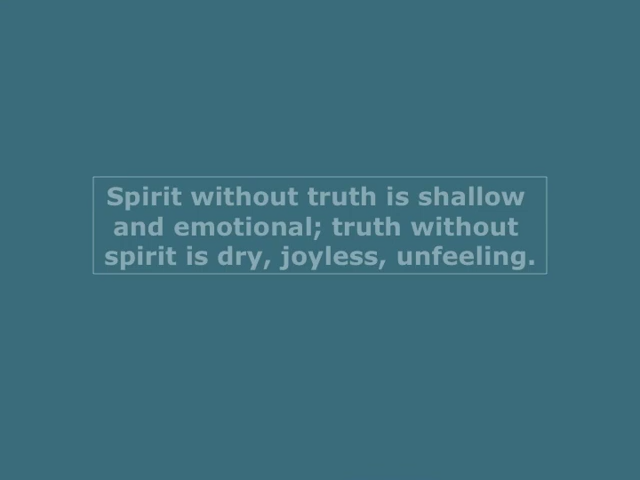 Spirit without truth is shallow
and emotional; truth without
spirit is dry, joyless, unfeeling.